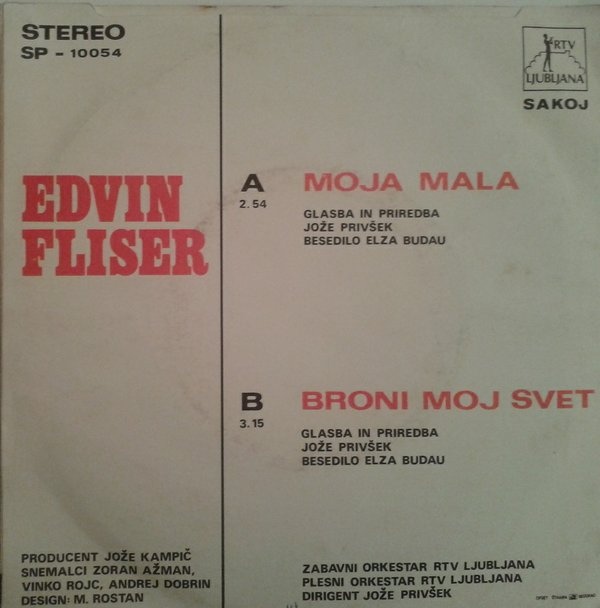 STEREO
SP - 10054
RTV
LJUBLJANA
SAKOJ
EDVIN
FLISER
A
2.54
MOJA MALA
GLASBA IN PRIREDBA
JOŽE PRIVŠEK
BESEDILO ELZA BUDAU
B
3.15
BRONI MOJ SVET
GLASBA IN PRIREDBA
JOŽE PRIVŠEK
BESEDILO ELZA BUDAU
PRODUCENT JOŽE KAMPIČ
SNEMALCI ZORAN AŽMAN,
VINKO ROJC, ANDREJ DOBRIN
DESIGN: M. ROSTAN
ZABAVNI ORKESTAR RTV LJUBLJANA
PLESNI ORKESTAR RTV LJUBLJANA
DIRIGENT JOŽE PRIVŠEK